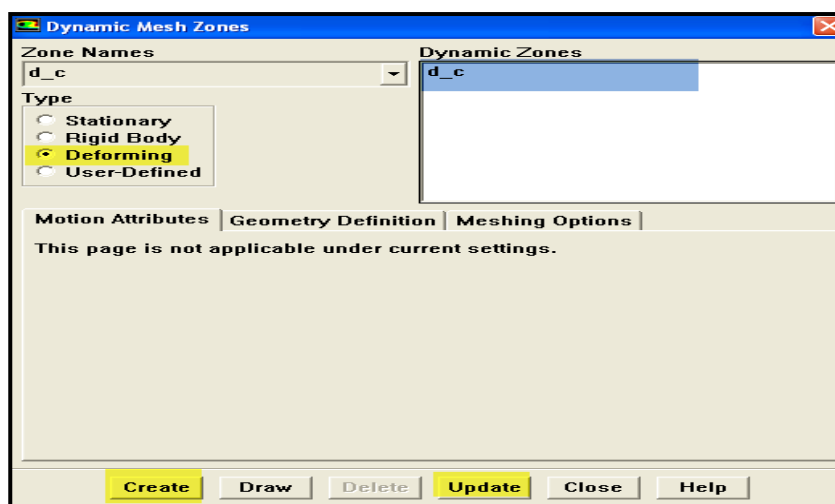 Dynamic Mesh Zones
Zone Names
d_c
Type
Stationary
Rigid Body
Deforming
User-Defined
Dynamic Zones
d_c
Motion Attributes Geometry Definition Meshing Options
This page is not applicable under current settings.
Create Draw Delete Update Close Help